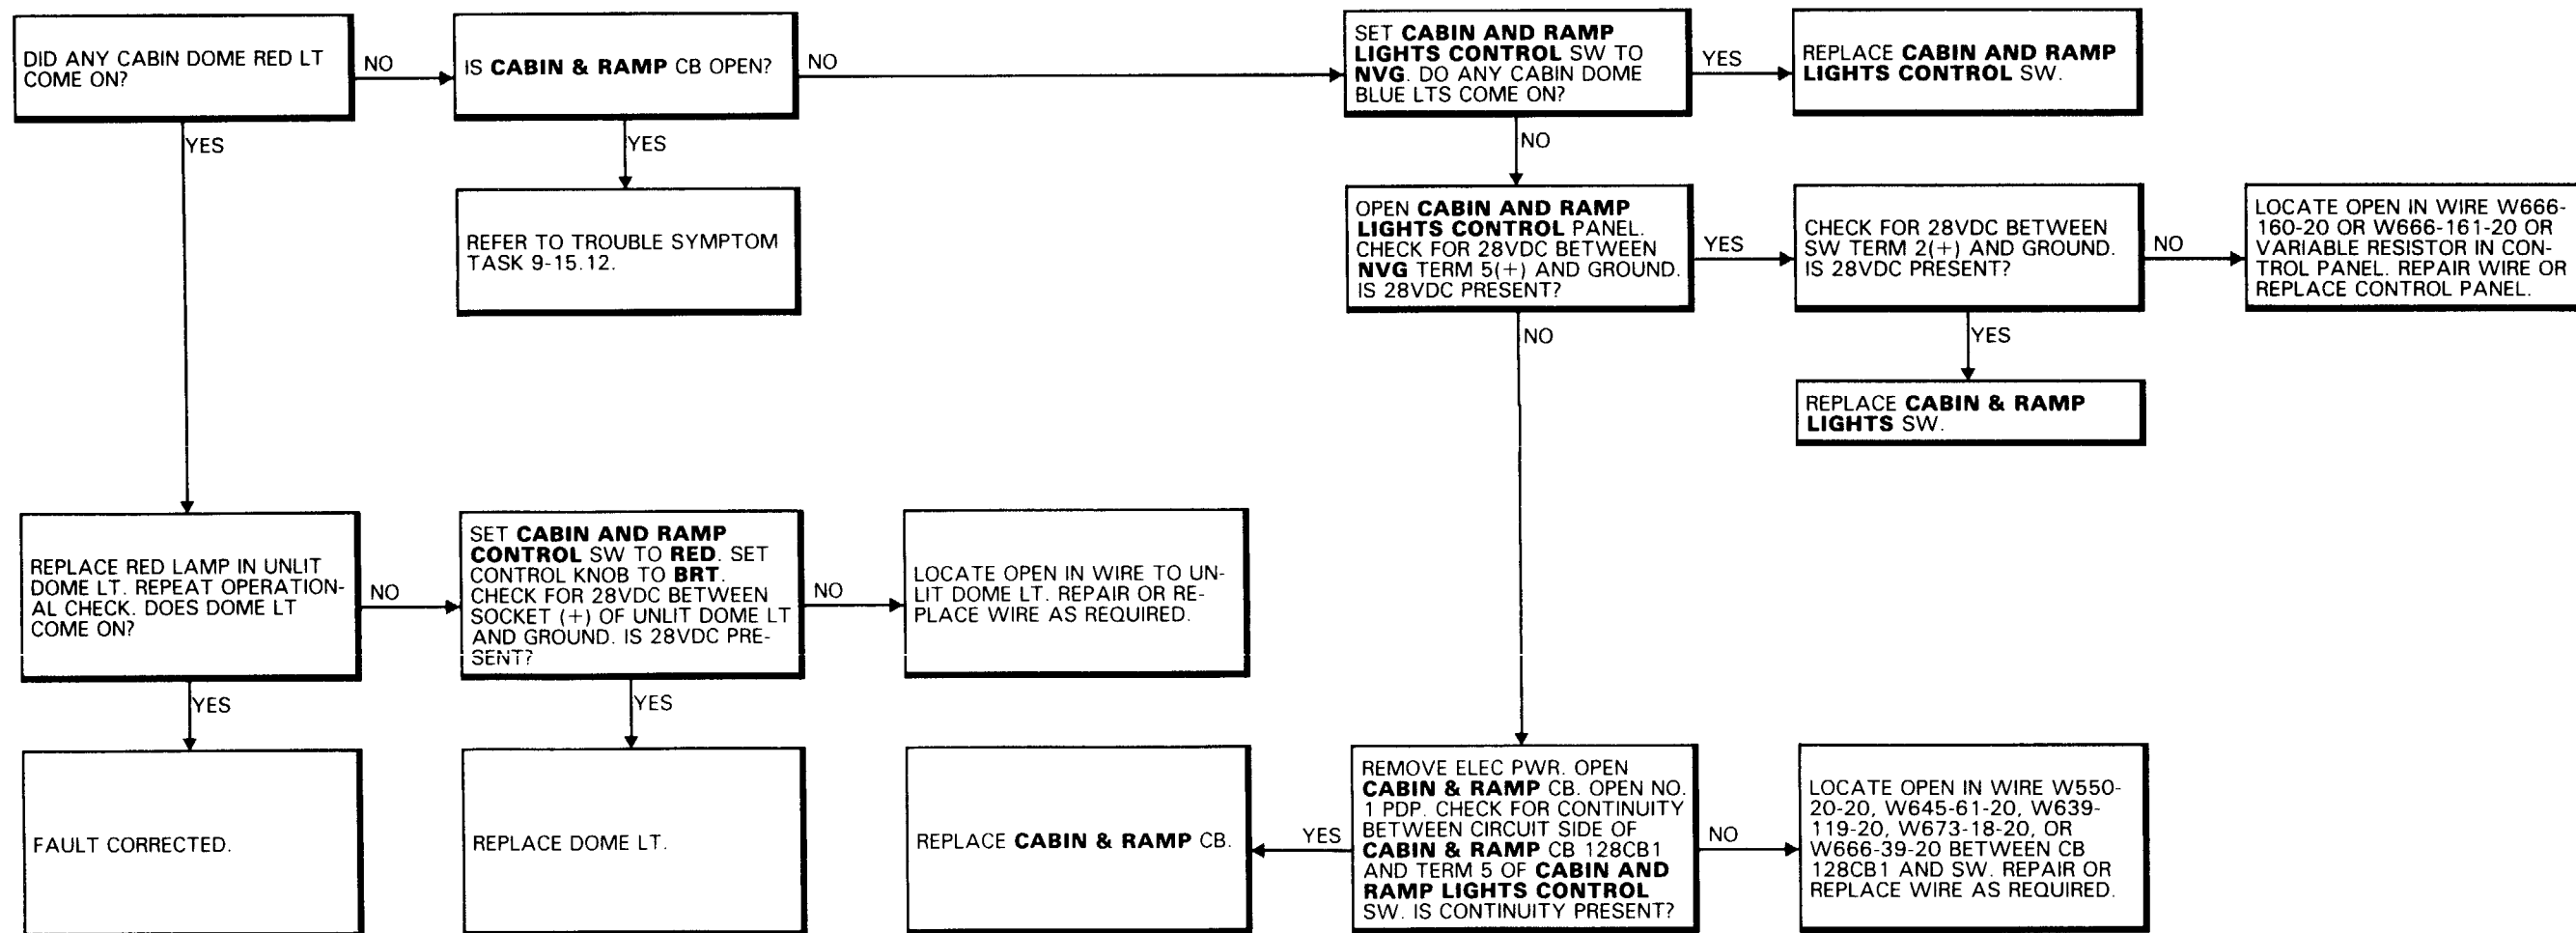 DID ANY CABIN DOME RED LT
COME ON?
NO
YES
IS CABIN & RAMP CB OPEN?
NO
YES
SET CABIN AND RAMP
LIGHTS CONTROL SW TO
NVG. DO ANY CABIN DOME
BLUE LTS COME ON?
YES
NO
REPLACE CABIN AND RAMP
LIGHTS CONTROL SW.
REFER TO TROUBLE SYMPTOM
TASK 9-15.12.
OPEN CABIN AND RAMP
LIGHTS CONTROL PANEL.
CHECK FOR 28VDC BETWEEN
NVG TERM 5(+) AND GROUND.
IS 28VDC PRESENT?
YES
NO
CHECK FOR 28VDC BETWEEN
SW TERM 2(+) AND GROUND.
IS 28VDC PRESENT?
NO
YES
LOCATE OPEN IN WIRE W666-
160-20 OR W666-161-20 OR
VARIABLE RESISTOR IN CON-
TROL PANEL. REPAIR WIRE OR
REPLACE CONTROL PANEL.
REPLACE CABIN & RAMP
LIGHTS SW.
REPLACE RED LAMP IN UNLIT
DOME LT. REPEAT OPERATION-
AL CHECK. DOES DOME LT
COME ON?
NO
YES
SET CABIN AND RAMP
CONTROL SW TO RED. SET
CONTROL KNOB TO BRT.
CHECK FOR 28VDC BETWEEN
SOCKET (+) OF UNLIT DOME LT
AND GROUND. IS 28VDC PRE-
SENT?
NO
YES
LOCATE OPEN IN WIRE TO UN-
LIT DOME LT. REPAIR OR RE-
PLACE WIRE AS REQUIRED.
FAULT CORRECTED.
REPLACE DOME LT.
REPLACE CABIN & RAMP CB.
YES
REMOVE ELEC PWR. OPEN
CABIN & RAMP CB. OPEN NO.
1 PDP. CHECK FOR CONTINUITY
BETWEEN CIRCUIT SIDE OF
CABIN & RAMP CB 128CB1
AND TERM 5 OF CABIN AND
RAMP LIGHTS CONTROL
SW. IS CONTINUITY PRESENT?
NO
LOCATE OPEN IN WIRE W550-
20-20, W645-61-20, W639-
119-20, W673-18-20, OR
W666-39-20 BETWEEN CB
128CB1 AND SW. REPAIR OR
REPLACE WIRE AS REQUIRED.